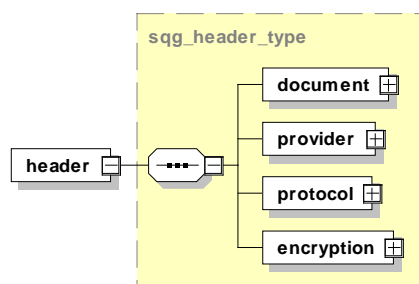 sqg_header_type
document
provider
header
protocol
encryption